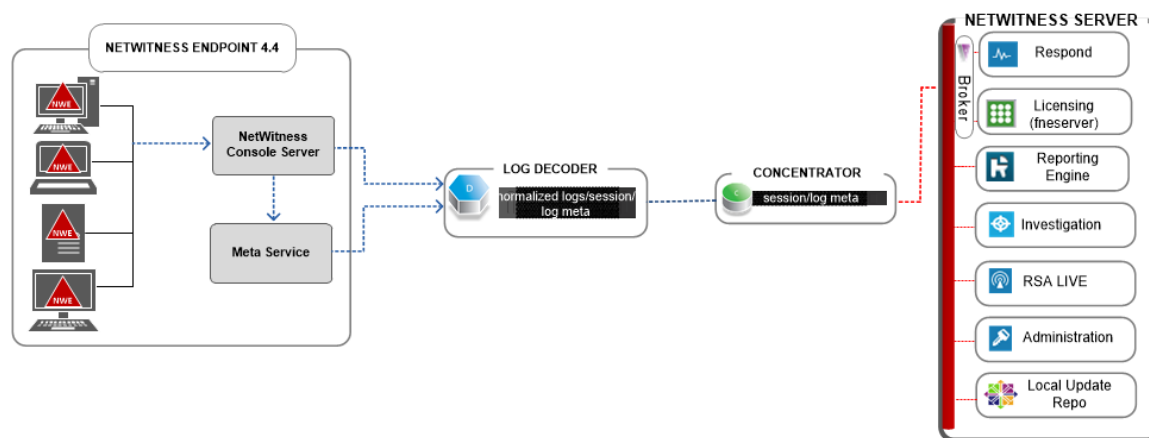 NETWITNESS ENDPOINT 4.4
NWE
NWE
NWE
NWE
NetWitness
Console Server
Meta Service
LOG DECODER
D
normalized logs/session/
log meta
CONCENTRATOR
C
session/log meta
NETWITNESS SERVER
Broker
Respond
Licensing
(fneserver)
Reporting
Engine
Investigation
RSA LIVE
Administration
Local Update
Repo